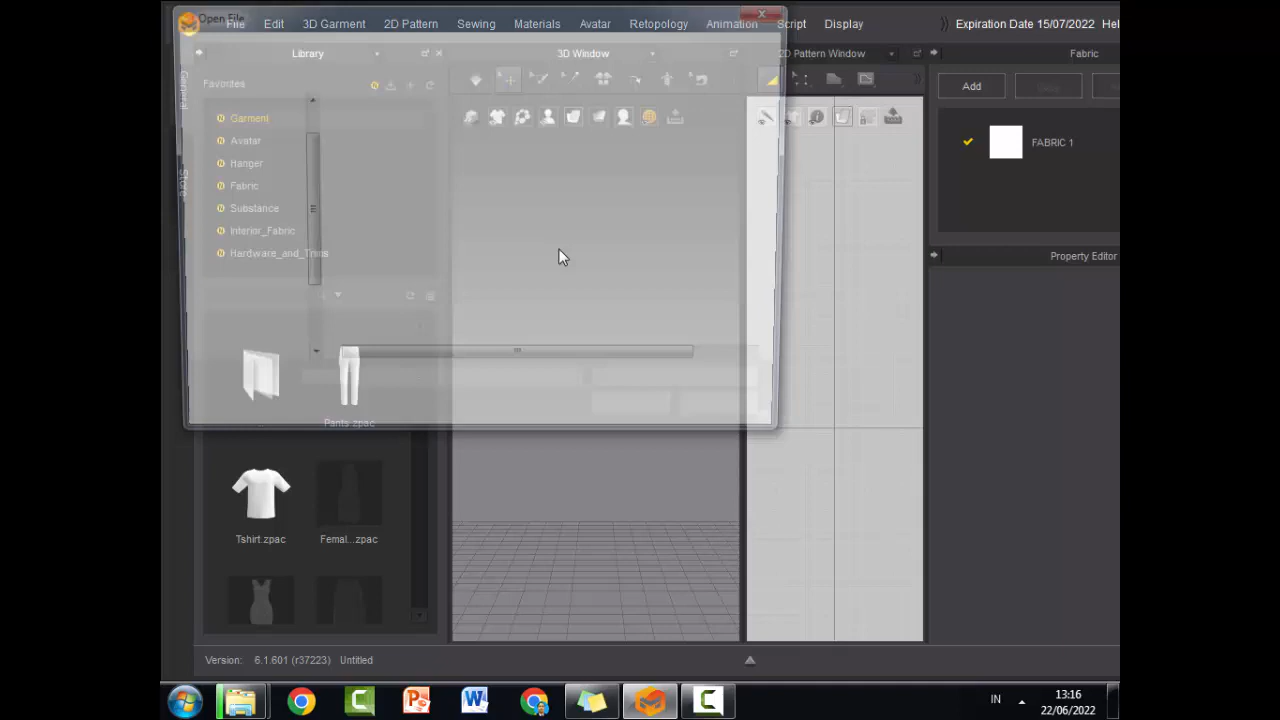 Open File
File Edit 3D Garment 2D Pattern Sewing Materials Avatar Retopology Animation Script Display Expiration Date 15/07/2022 Hel
Library 3D Window 2D Pattern Window Fabric
General
Store
Favorites
Add
Garment
Avatar
Hanger
Fabric
Substance
Interior_Fabric
Hardware_and_Trims
FABRIC 1
Property Editor
Pants.zpac
Tshirt.zpac Femal...zpac
Version: 6.1.601 (r37223) Untitled
IN 13:16
22/06/2022